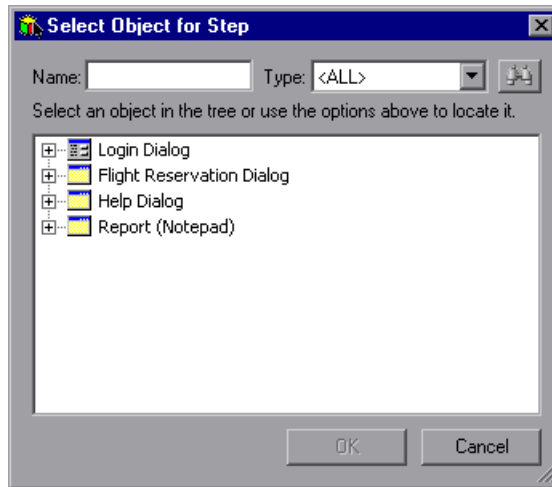 Select Object for Step
Name: Type: <ALL>
Select an object in the tree or use the options above to locate it.
Login Dialog
Flight Reservation Dialog
Help Dialog
Report (Notepad)
OK Cancel